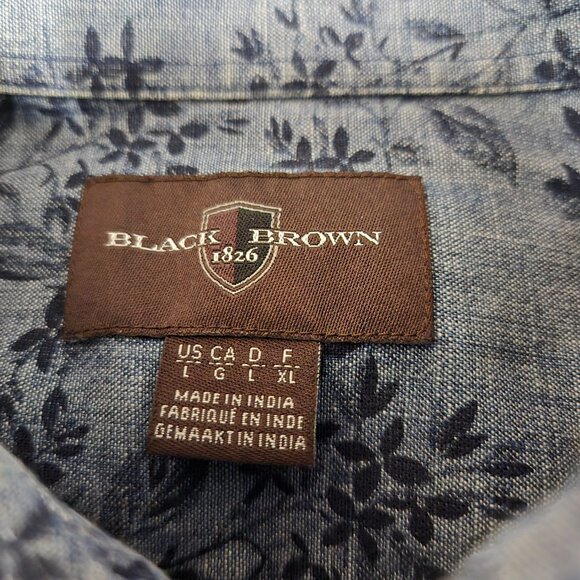 BLACK BROWN
1826
US CA D F
L G L XL
MADE IN INDIA
FABRIQUÉ EN INDE
GEMAAKT IN INDIA